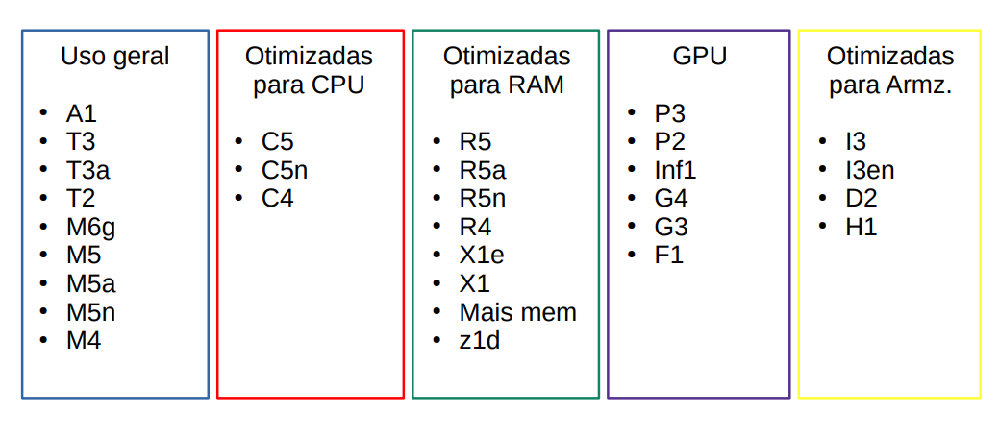 Uso geral
• A1
• T3
• T3a
• T2
• M6g
• M5
• M5a
• M5n
• M4
Otimizadas
para CPU
• C5
• C5n
• C4
Otimizadas
para RAM
• R5
• R5a
• R5n
• R4
• X1e
• X1
• Mais mem
• z1d
GPU
• P3
• P2
• Inf1
• G4
• G3
• F1
Otimizadas
para Armz.
• I3
• I3en
• D2
• H1